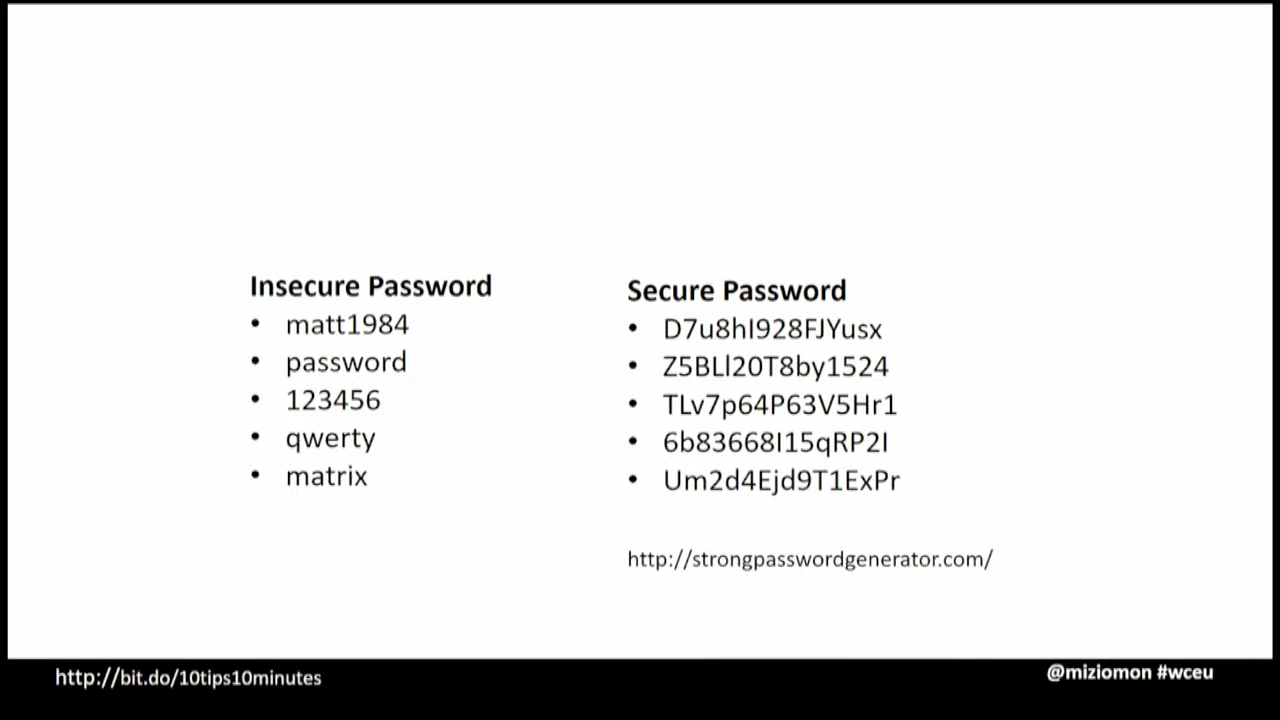 Insecure Password
• matt1984
• password
• 123456
• qwerty
• matrix
Secure Password
• D7u8hI928FJYusx
• Z5BLl20T8by1524
• TLv7p64P63V5Hr1
• 6b83668I15qRP2I
• Um2d4Ejd9T1ExPr
http://strongpasswordgenerator.com/
http://bit.do/10tips10minutes
@miziomon #wceu